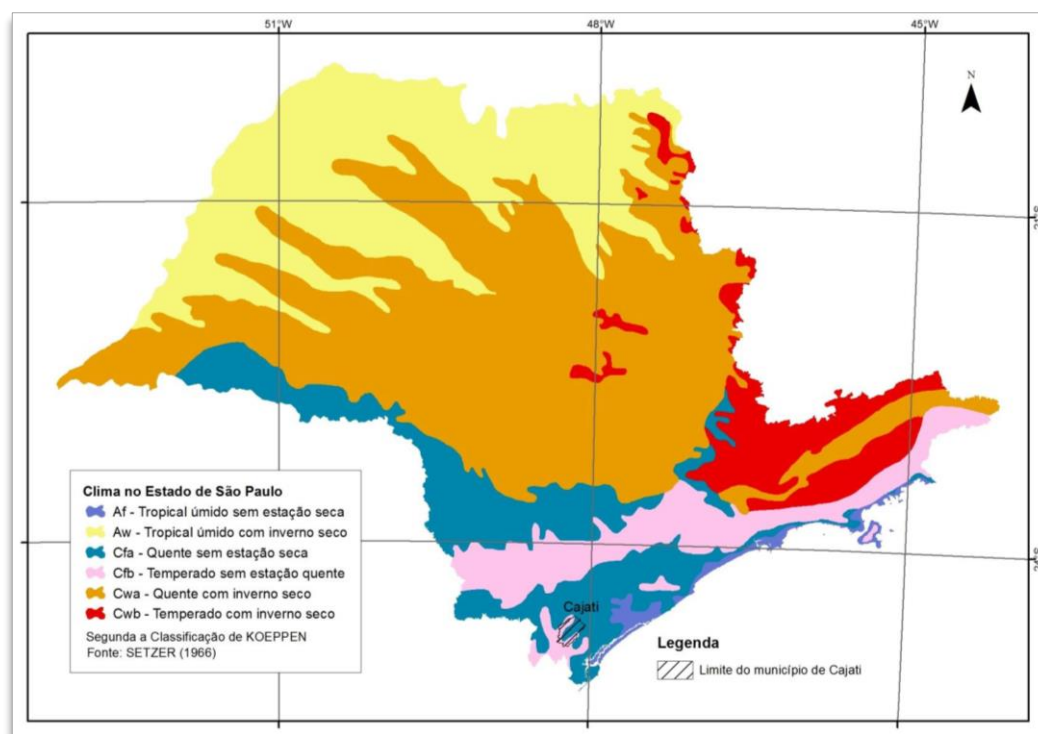 51°W 48°W 45°W
N
Cajati
Clima no Estado de São Paulo
Af - Tropical úmido sem estação seca
Aw - Tropical úmido com inverno seco
Cfa - Quente sem estação seca
Cfb - Temperado sem estação quente
Cwa - Quente com inverno seco
Cwb - Temperado com inverno seco
Segunda a Classificação de KOEPPEN
Fonte: SETZER (1966)
Legenda
Limite do município de Cajati